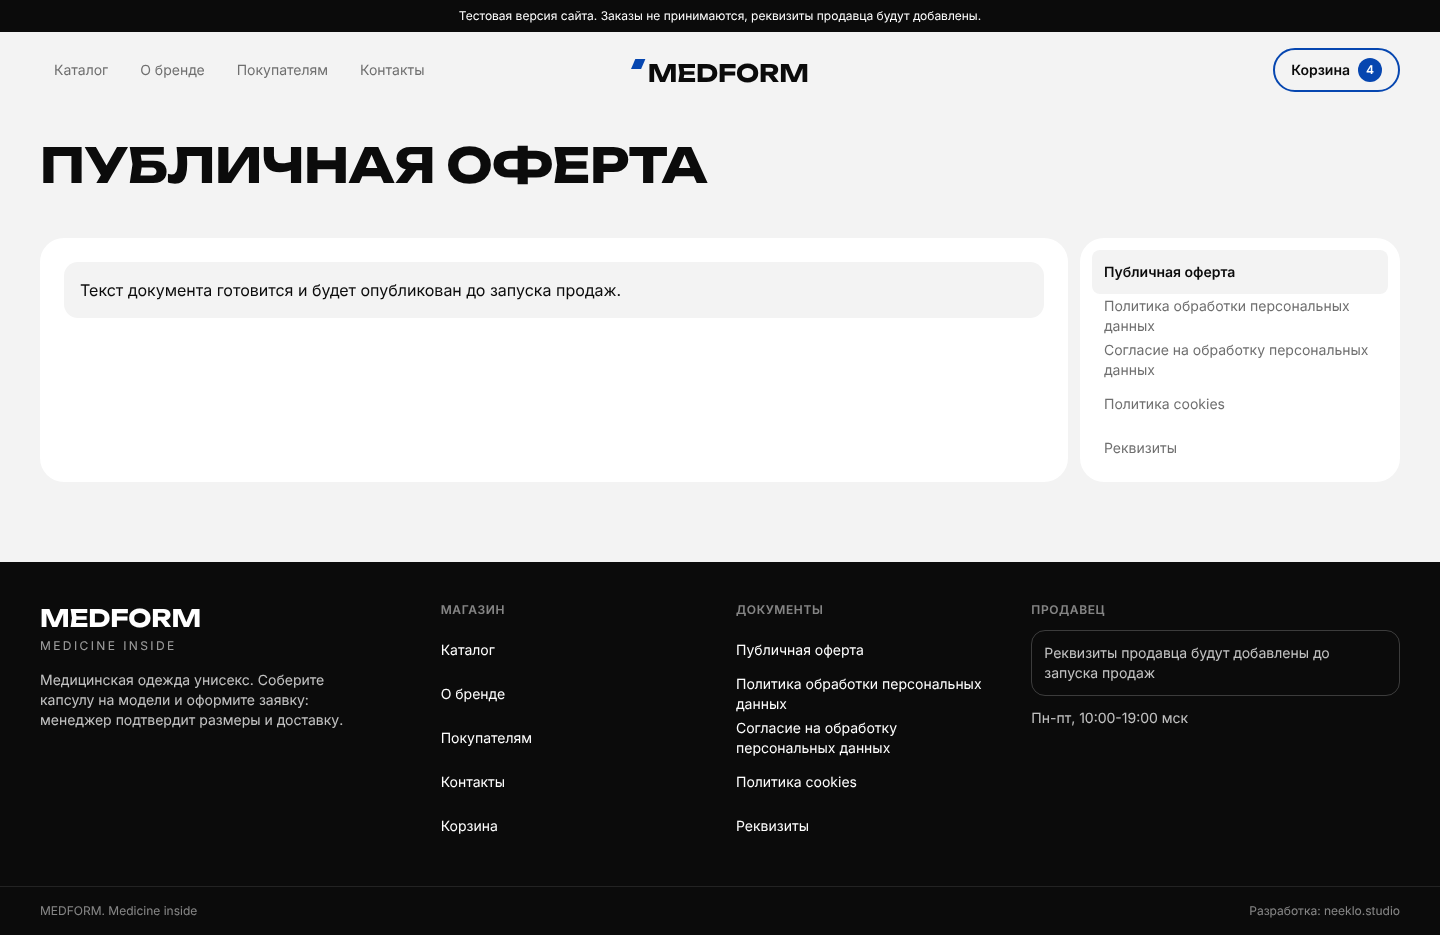 Тестовая версия сайта. Заказы не принимаются, реквизиты продавца будут добавлены.
Каталог
О бренде
Покупателям
Контакты
MEDFORM
Корзина 4
ПУБЛИЧНАЯ ОФЕРТА
Текст документа готовится и будет опубликован до запуска продаж.
Публичная оферта
Политика обработки персональных
данных
Согласие на обработку персональных
данных
Политика cookies
Реквизиты
MEDFORM
MEDICINE INSIDE
Медицинская одежда унисекс. Соберите
капсулу на модели и оформите заявку:
менеджер подтвердит размеры и доставку.
МАГАЗИН
Каталог
О бренде
Покупателям
Контакты
Корзина
ДОКУМЕНТЫ
Публичная оферта
Политика обработки персональных
данных
Согласие на обработку
персональных данных
Политика cookies
Реквизиты
ПРОДАВЕЦ
Реквизиты продавца будут добавлены до
запуска продаж
Пн-пт, 10:00-19:00 мск
MEDFORM. Medicine inside
Разработка: neeklo.studio